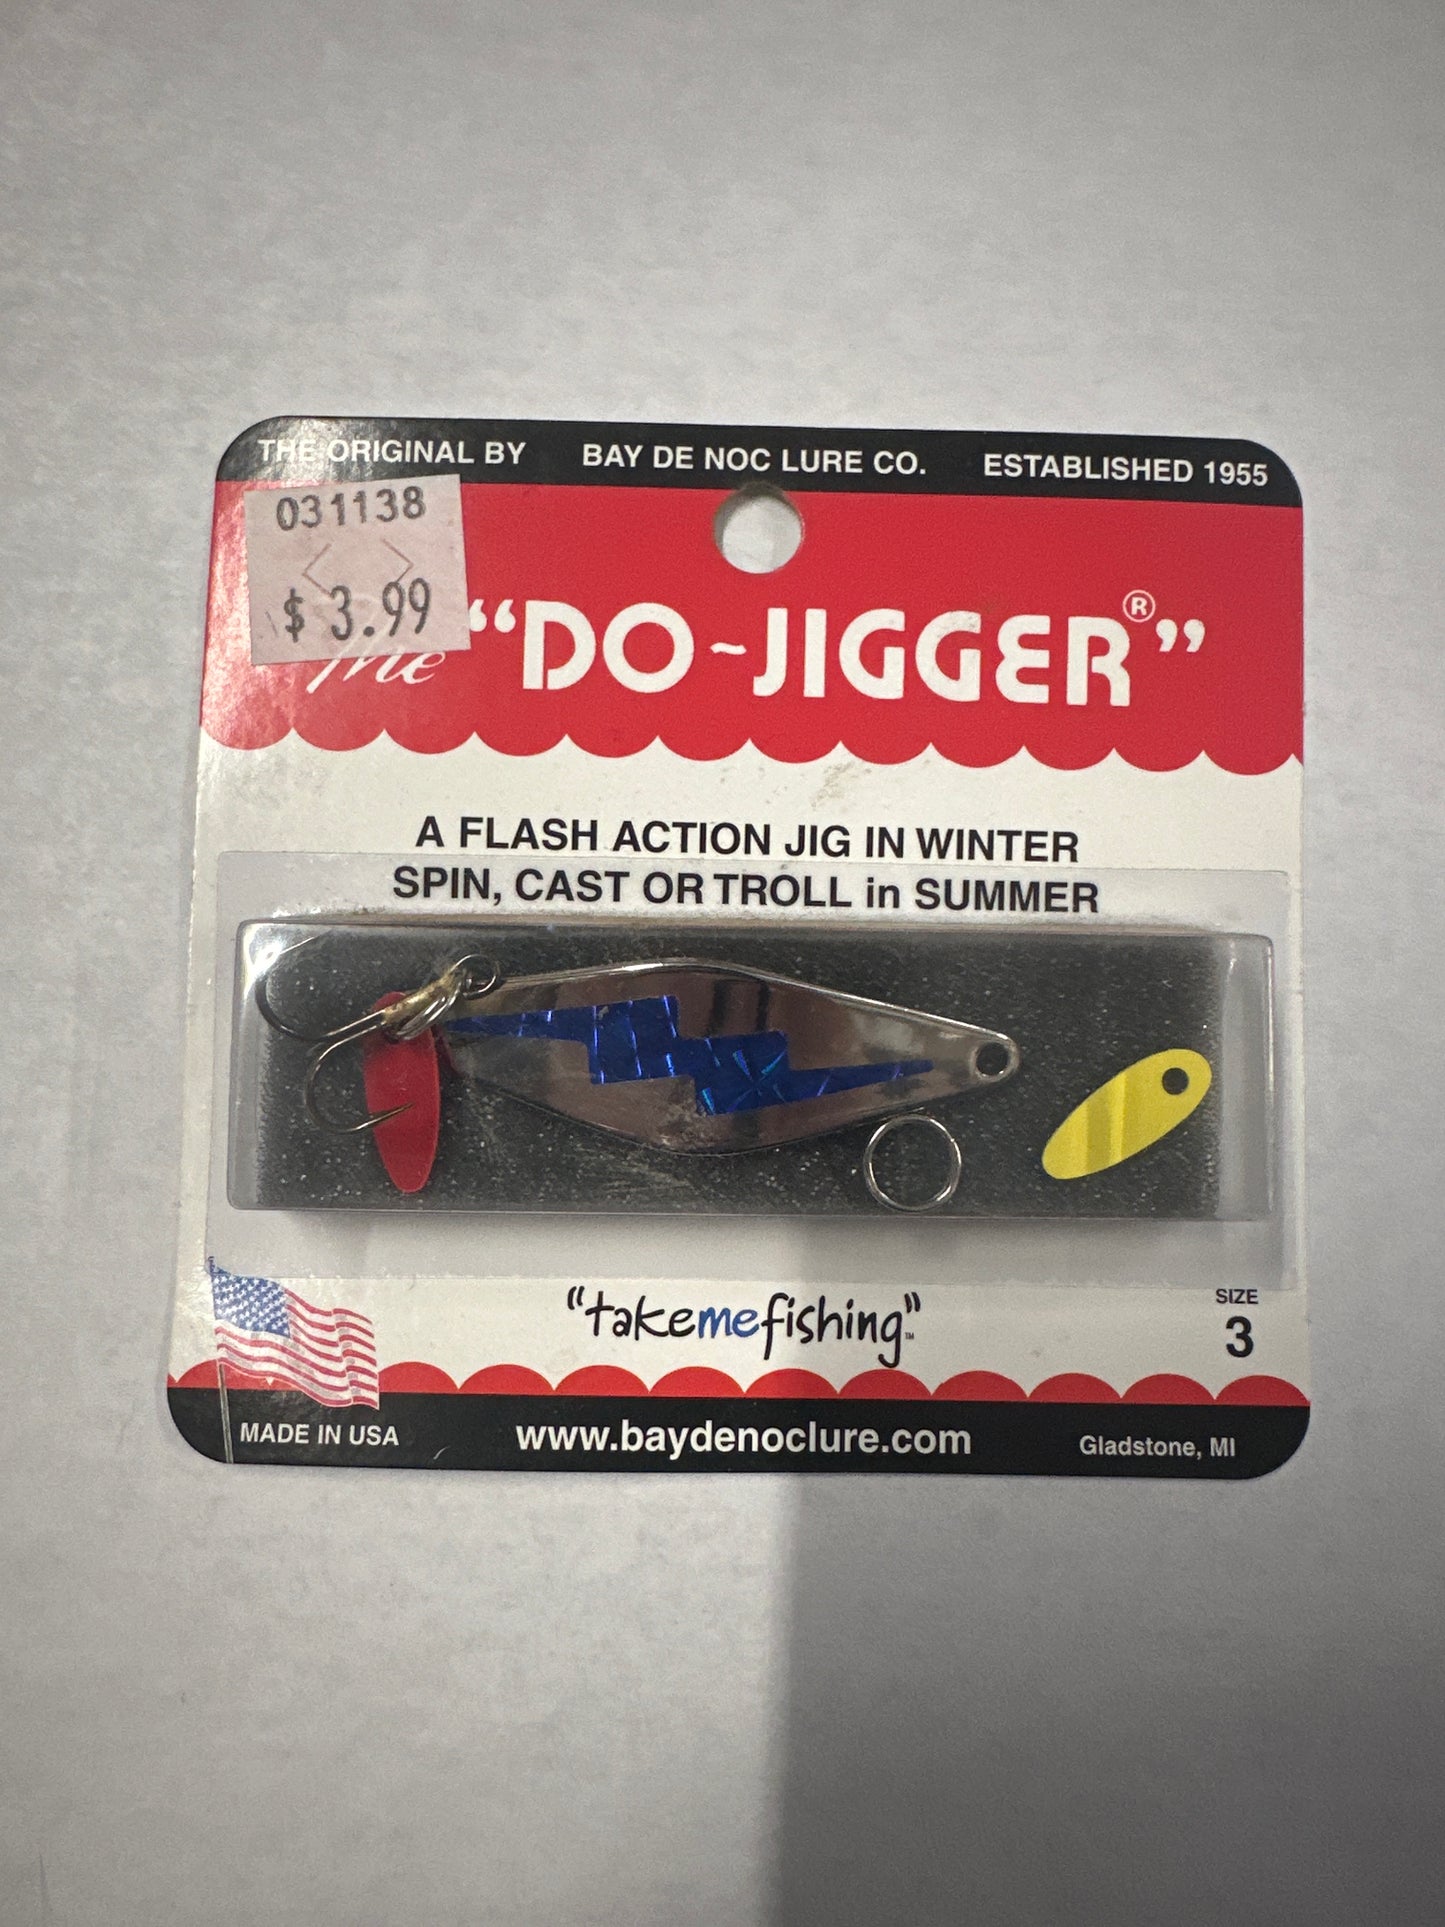 THE ORIGINAL BY BAY DE NOC LURE CO. ESTABLISHED 1955
031138
$ 3.99
The "DO~JIGGER®"
A FLASH ACTION JIG IN WINTER
SPIN, CAST OR TROLL in SUMMER
"takemefishing"™
SIZE
3
MADE IN USA www.baydenoclure.com Gladstone, MI